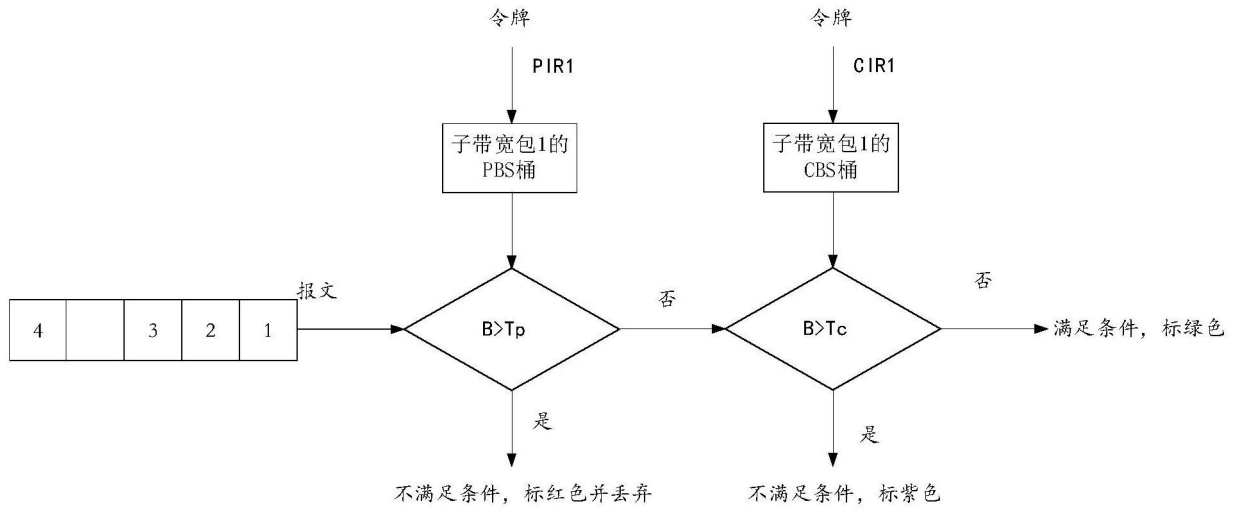 令牌
令牌
PIR1
CIR1
子带宽包1的
PBS桶
子带宽包1的
CBS桶
报文
4
3
2
1
B>Tp
否
B>Tc
否
满足条件，标绿色
是
是
不满足条件，标红色并丢弃
不满足条件，标紫色